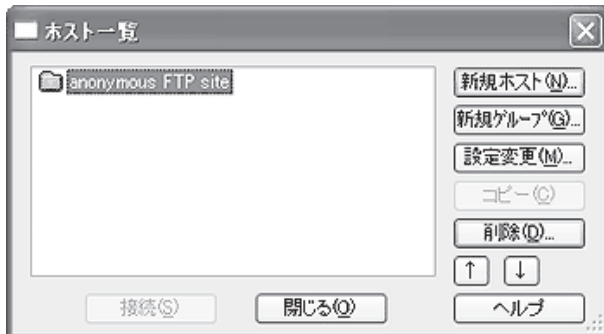 ホスト一覧
anonymous FTP site
新規ホスト(N)...
新規グループ(G)...
設定変更(M)...
コピー(C)
削除(D)...
↑ ↓
接続(S) 閉じる(O) ヘルプ